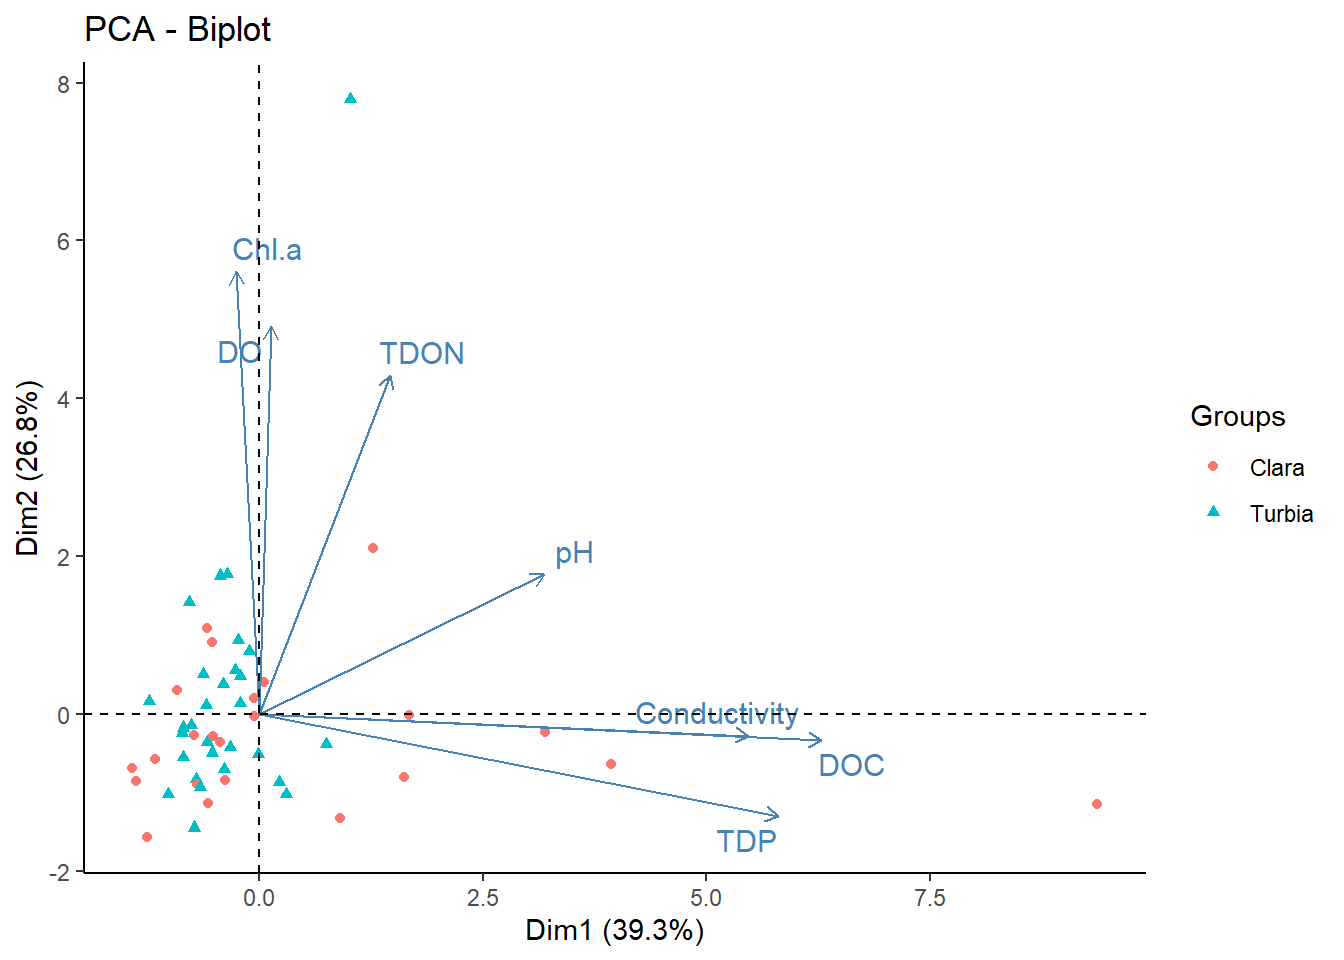 PCA - Biplot
8
6
4
2
0
-2
Dim2 (26.8%)
Chl.a
DO
TDON
pH
Conductivity
DOC
TDP
0.0
2.5
5.0
7.5
Dim1 (39.3%)
Groups
Clara
Turbia